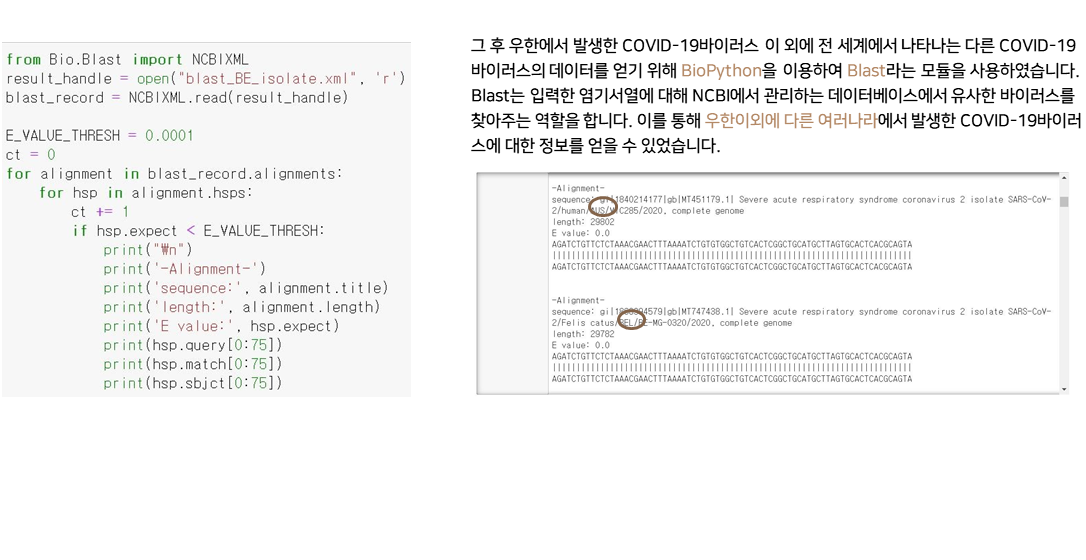 from Bio.Blast import NCBIXML
result_handle = open("blast_BE_isolate.xml", 'r')
blast_record = NCBIXML.read(result_handle)
E_VALUE_THRESH = 0.0001
ct = 0
for alignment in blast_record.alignments:
for hsp in alignment.hsps:
ct += 1
if hsp.expect < E_VALUE_THRESH:
print("₩n")
print('-Alignment-')
print('sequence:', alignment.title)
print('length:', alignment.length)
print('E value:', hsp.expect)
print(hsp.query[0:75])
print(hsp.match[0:75])
print(hsp.sbjct[0:75])
그 후 우한에서 발생한 COVID-19바이러스 이 외에 전 세계에서 나타나는 다른 COVID-19
바이러스의 데이터를 얻기 위해 BioPython을 이용하여 Blast라는 모듈을 사용하였습니다.
Blast는 입력한 염기서열에 대해 NCBI에서 관리하는 데이터베이스에서 유사한 바이러스를
찾아주는 역할을 합니다. 이를 통해 우한이외에 다른 여러나라에서 발생한 COVID-19바이러
스에 대한 정보를 얻을 수 있었습니다.
-Alignment-
sequence: gi|1840214177|gb|MT451179.1| Severe acute respiratory syndrome coronavirus 2 isolate SARS-CoV-
2/human/AUS/VIC285/2020, complete genome
length: 29802
E value: 0.0
AGATCTGTTCTCTAAACGAACTTTAAAATCTGTGTGGCTGTCACTCGGCTGCATGCTTAGTGCACTCACGCAGTA
|||||||||||||||||||||||||||||||||||||||||||||||||||||||||||||||||||||||||||
AGATCTGTTCTCTAAACGAACTTTAAAATCTGTGTGGCTGTCACTCGGCTGCATGCTTAGTGCACTCACGCAGTA
-Alignment-
sequence: Severe acute respiratory syndrome coronavirus 2 isolate SARS-CoV-
2/Felis catus/BEL/BE-MG-0320/2020, complete genome
length: 29782
E value: 0.0
AGATCTGTTCTCTAAACGAACTTTAAAATCTGTGTGGCTGTCACTCGGCTGCATGCTTAGTGCACTCACGCAGTA
|||||||||||||||||||||||||||||||||||||||||||||||||||||||||||||||||||||||||||
AGATCTGTTCTCTAAACGAACTTTAAAATCTGTGTGGCTGTCACTCGGCTGCATGCTTAGTGCACTCACGCAGTA